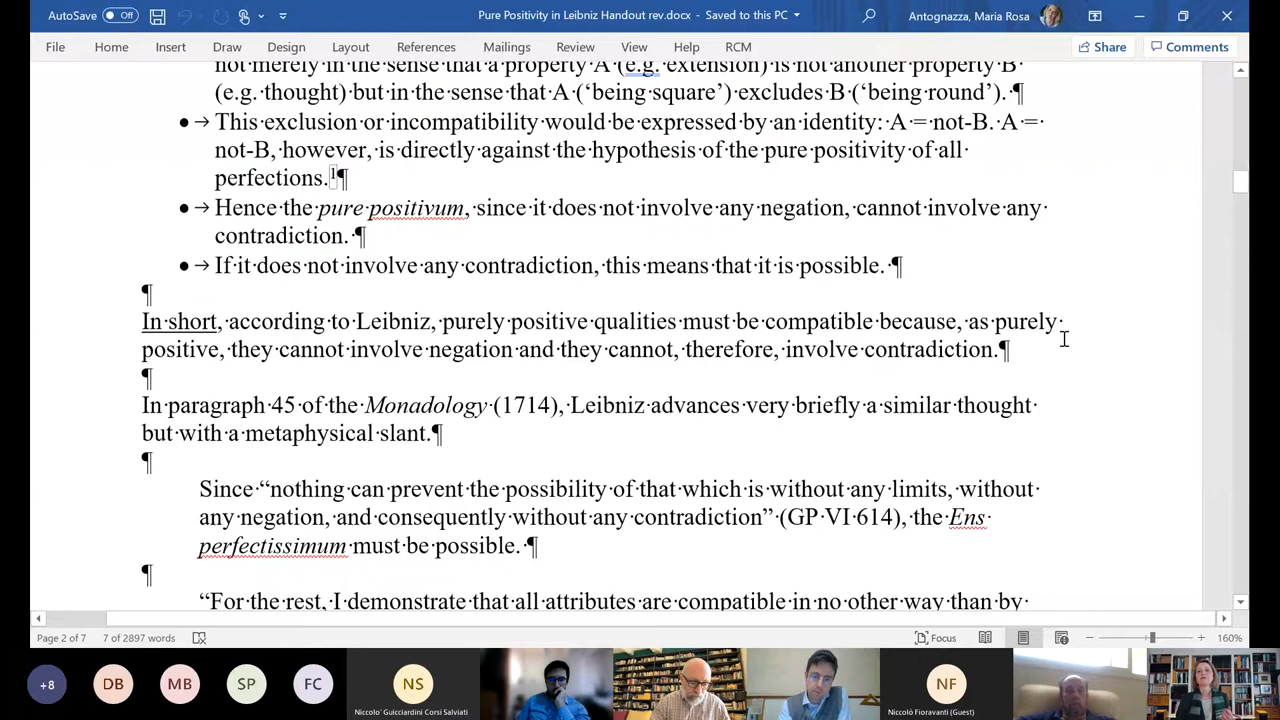 AutoSave Off Pure Positivity in Leibniz Handout rev.docx - Saved to this PC Antognazza, Maria Rosa
File Home Insert Draw Design Layout References Mailings Review View Help RCM Share Comments
not·merely·in·the·sense·that·a·property·A·(e.g.·extension)·is·not·another·property·B·
(e.g.·thought)·but·in·the·sense·that·A·(‘being·square’)·excludes·B·(‘being·round’).·¶
•→This·exclusion·or·incompatibility·would·be·expressed·by·an·identity:·A·=·not-B.·A·=·
not-B,·however,·is·directly·against·the·hypothesis·of·the·pure·positivity·of·all·
perfections.1¶
•→Hence·the·pure·positivum,·since·it·does·not·involve·any·negation,·cannot·involve·any·
contradiction.·¶
•→If·it·does·not·involve·any·contradiction,·this·means·that·it·is·possible.·¶
¶
In·short,·according·to·Leibniz,·purely·positive·qualities·must·be·compatible·because,·as·purely·
positive,·they·cannot·involve·negation·and·they·cannot,·therefore,·involve·contradiction.¶
¶
In·paragraph·45·of·the·Monadology·(1714),·Leibniz·advances·very·briefly·a·similar·thought·
but·with·a·metaphysical·slant.¶
¶
Since·“nothing·can·prevent·the·possibility·of·that·which·is·without·any·limits,·without·
any·negation,·and·consequently·without·any·contradiction”·(GP·VI·614),·the·Ens·
perfectissimum·must·be·possible.·¶
¶
“For·the·rest,·I·demonstrate·that·all·attributes·are·compatible·in·no·other·way·than·by·
Page 2 of 7 7 of 2897 words Focus 160%
+8 DB MB SP FC NS NF
Niccolo' Guicciardini Corsi Salviati Niccolò Fioravanti (Guest)